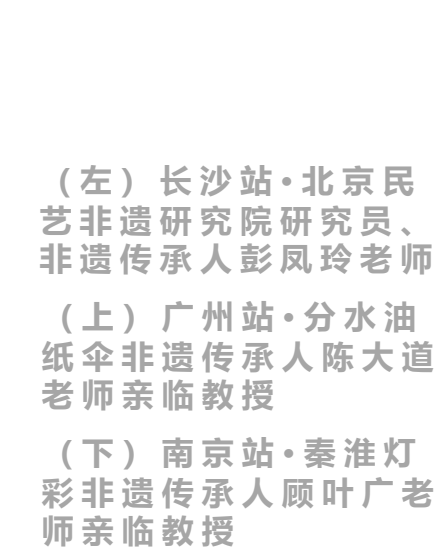 （左）长沙站·北京民
艺非遗研究院研究员、
非遗传承人彭凤玲老师
（上）广州站·分水油
纸伞非遗传承人陈大道
老师亲临教授
（下）南京站·秦淮灯
彩非遗传承人顾叶广老
师亲临教授